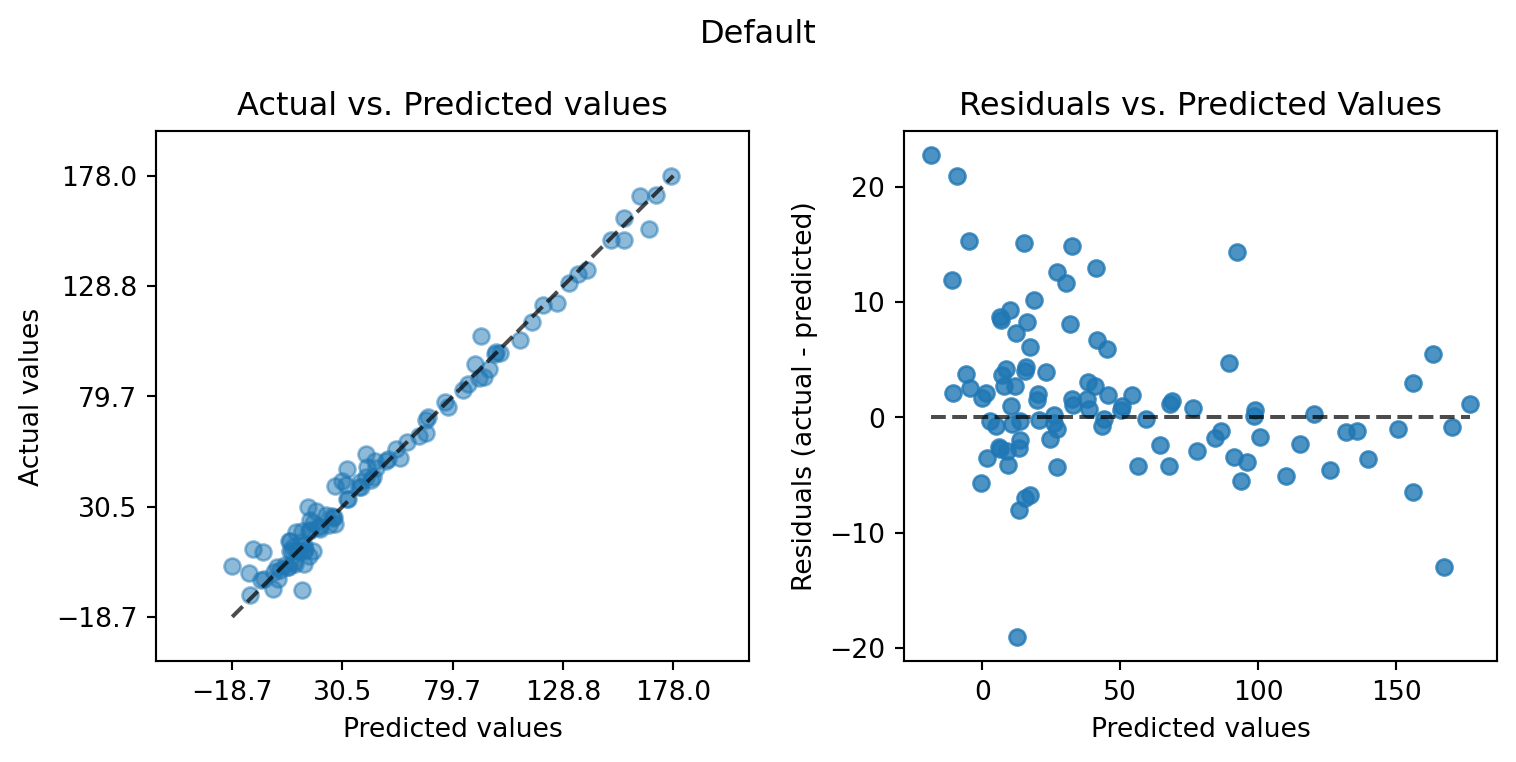 Default
Actual vs. Predicted values
Actual values
178.0
128.8
79.7
30.5
−18.7
−18.7 30.5 79.7 128.8 178.0
Predicted values
Residuals vs. Predicted Values
Residuals (actual - predicted)
20
10
0
−10
−20
0 50 100 150
Predicted values